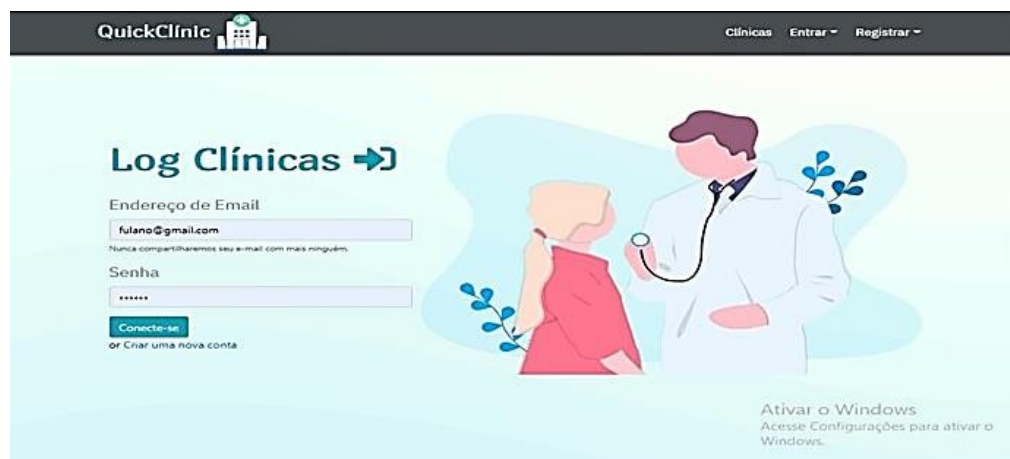 QuickClínic
Clínicas Entrar Registrar
Log Clínicas
Endereço de Email
fulano@gmail.com
Nunca compartilharemos seu e-mail com mais ninguém.
Senha
••••••
Conecte-se
or Criar uma nova conta
Ativar o Windows
Acesse Configurações para ativar o
Windows.